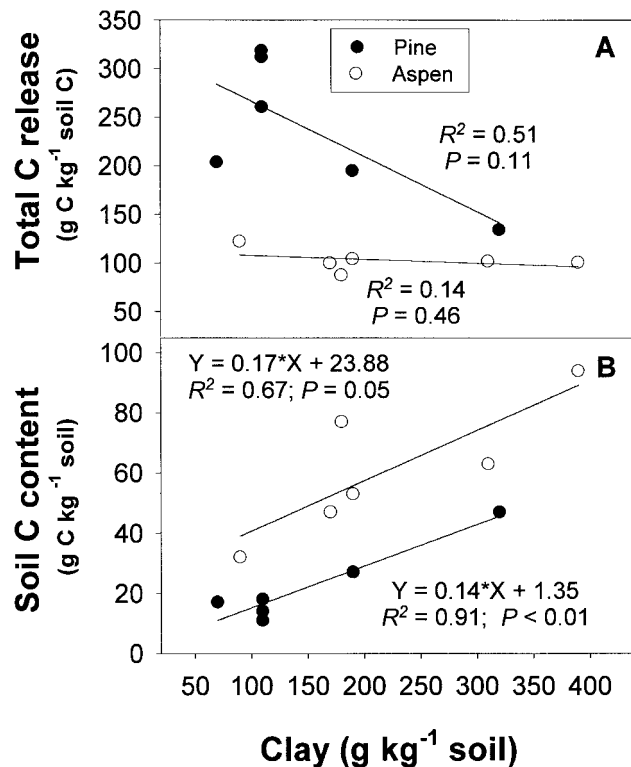 Total C release
(g C kg⁻¹ soil C)
350
300
250
200
150
100
50
Pine
Aspen
A
R² = 0.51
P = 0.11
R² = 0.14
P = 0.46
Soil C content
(g C kg⁻¹ soil)
100
80
60
40
20
0
Y = 0.17*X + 23.88
R² = 0.67; P = 0.05
B
Y = 0.14*X + 1.35
R² = 0.91; P < 0.01
50 100 150 200 250 300 350 400
Clay (g kg⁻¹ soil)